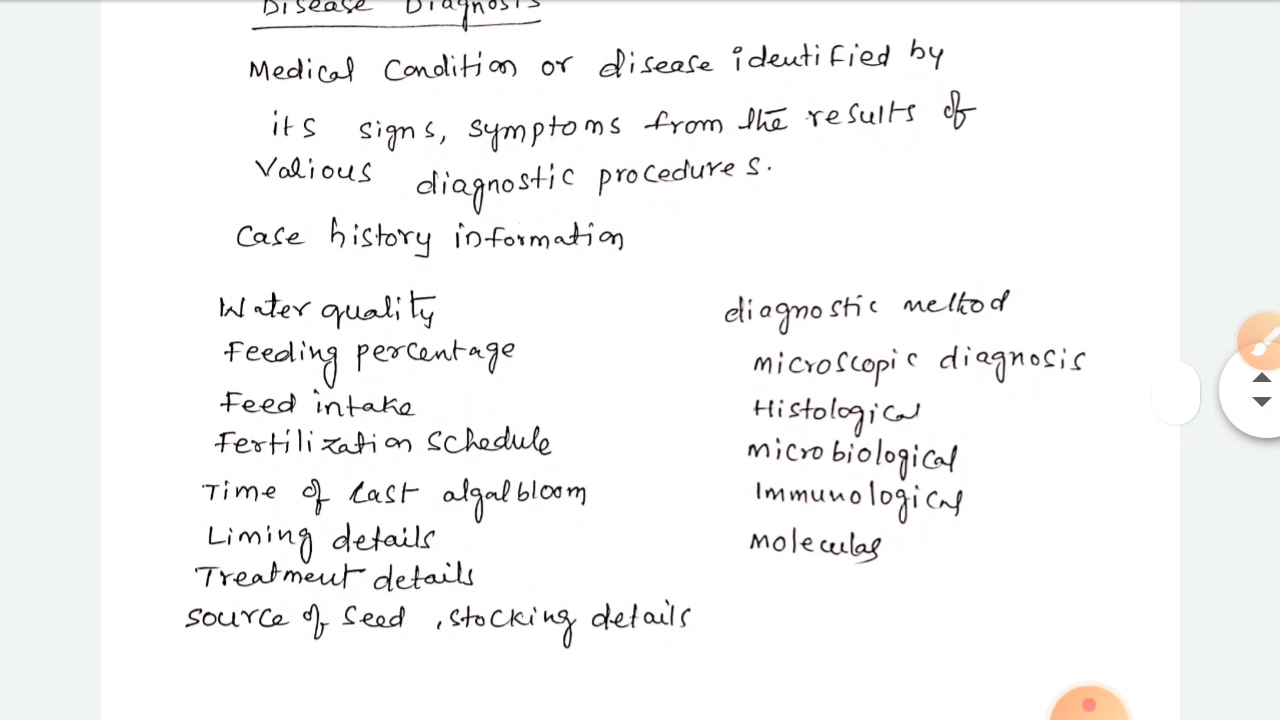 Disease Diagnosis
Medical Condition or disease identified by
its signs, symptoms from the results of
Various diagnostic procedures.
Case history information
Water quality
Feeding percentage
Feed intake
Fertilization Schedule
Time of Last algal bloom
Liming details
Treatment details
source of seed , stocking details
diagnostic method
microscopic diagnosis
Histological
microbiological
Immunological
molecular